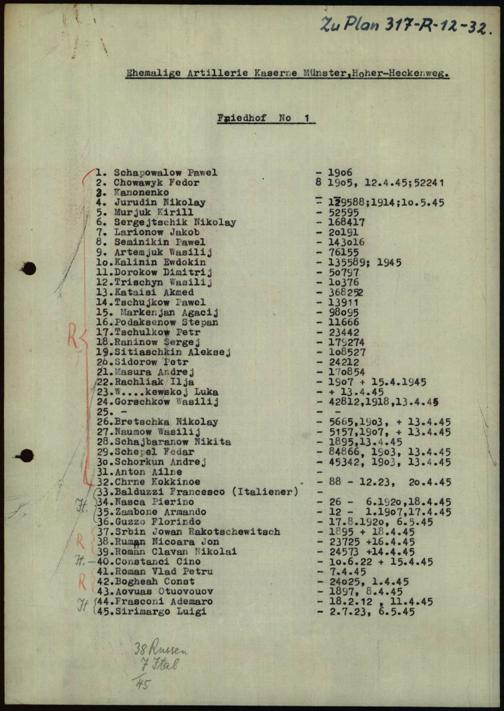 Zu Plan 317-R-12-32.
Ehemalige Artillerie Kaserne Münster,Hoher-Heckenweg.
Friedhof No 1
1. Schapowalow Pawel - 1906
2. Chowawyk Fedor 8 1905, 12.4.45;52241
3. Kanonenko -
4. Jurudin Nikolay - 129588;1914;10.5.45
5. Murjuk Kirill - 52595
6. Sergejtschik Nikolay - 168417
7. Larionow Jakob - 20191
8. Seminikin Pawel - 143016
9. Artemjuk Wasilij - 76155
10. Kalinin Ewdokin - 135589; 1945
11. Dorokow Dimitrij - 50797
12. Trischyn Wasilij - 10376
13. Kataisi Akmed - 368252
14. Tschujkow Pawel - 13911
15. Markenjan Agacij - 98095
16. Podaksenow Stepan - 11666
R 17. Tschulkow Petr - 23442
18. Raninow Sergej - 179274
19. Sitiaschkin Aleksej - 108527
20. Sidorow Petr - 24212
21. Masura Andrej - 170854
22. Rachliak Ilja - 1907 + 15.4.1945
23. W....kewskoj Luka - + 13.4.45
24. Gorschkow Wasilij - 42812,1918,13.4.45
25. - -
26. Bretschka Nikolay - 5665,1903, + 13.4.45
27. Naumow Wasilij - 5157,1907, + 13.4.45
28. Schajbaranow Nikita - 1895,13.4.45
29. Schepel Fedar - 84866, 1903, 13.4.45
30. Schorkun Andrej - 45342, 1903, 13.4.45
31. Anton Ailne
32. Chrne Kokkinoe - 88 - 12.23, 20.4.45
33. Balduzzi Francesco (Italiener) -
It. 34. Nasca Pierino - 26 - 6.1920,18.4.45
35. Zambone Armando - 12 - 1.1907,17.4.45
36. Guzzo Florindo - 17.8.1920, 6.5.45
37. Srbin Jowan Rakotschewitsch - 1895 + 18.4.45
R 38. Ruman Nicoara Jon - 23725 +16.4.45
39. Roman Clavan Nikolai - 24573 +14.4.45
It. - 40. Constanci Cino - 10.6.22 + 15.4.45
41. Roman Vlad Petru - 7.4.45
R 42. Bogheah Const - 24025, 1.4.45
43. Aovuas Otuovouov - 1897, 8.4.45
It 44. Frasconi Ademaro - 18.2.12 , 11.4.45
45. Sirimargo Luigi - 2.7.23, 6.5.45
38 Russen
7 Ital
45